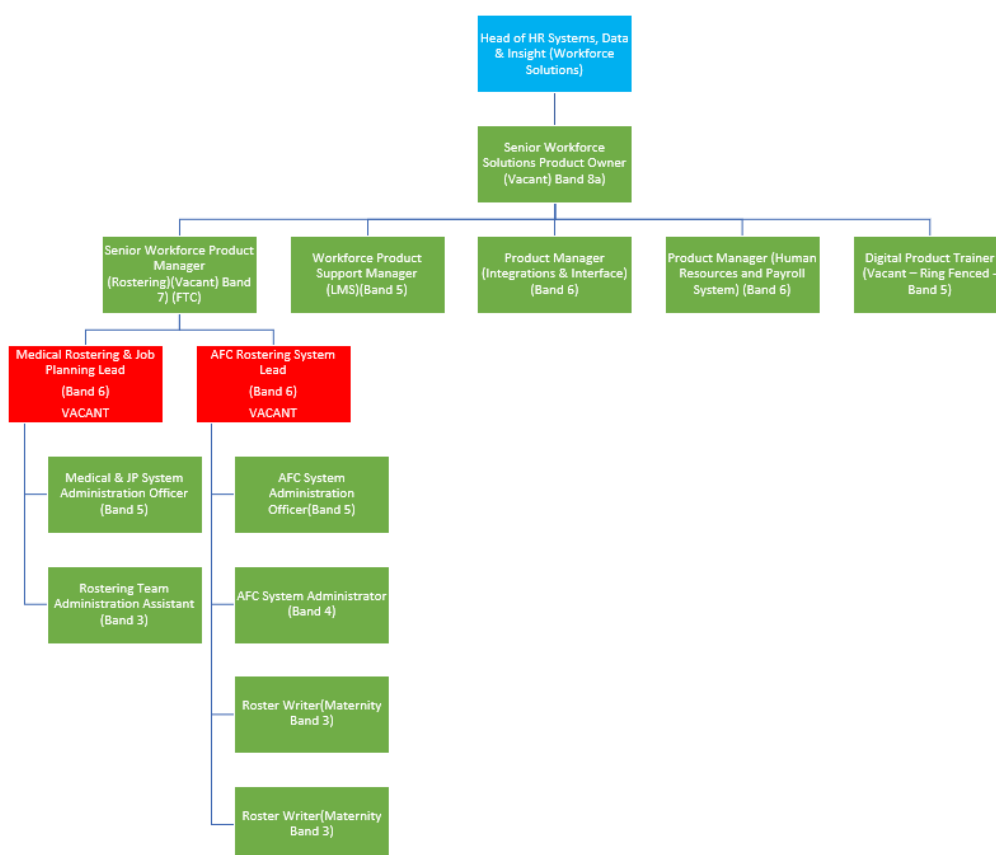 Head of HR Systems, Data
& Insight (Workforce
Solutions)
Senior Workforce
Solutions Product Owner
(Vacant) Band 8a)
Senior Workforce Product
Manager
(Rostering)(Vacant) Band
7) (FTC)
Workforce Product
Support Manager
(LMS)(Band 5)
Product Manager
(Integrations & Interface)
(Band 6)
Product Manager (Human
Resources and Payroll
System) (Band 6)
Digital Product Trainer
(Vacant – Ring Fenced -
Band 5)
Medical Rostering & Job
Planning Lead
(Band 6)
VACANT
AFC Rostering System
Lead
(Band 6)
VACANT
Medical & JP System
Administration Officer
(Band 5)
Rostering Team
Administration Assistant
(Band 3)
AFC System
Administration
Officer(Band 5)
AFC System Administrator
(Band 4)
Roster Writer(Maternity
Band 3)
Roster Writer(Maternity
Band 3)